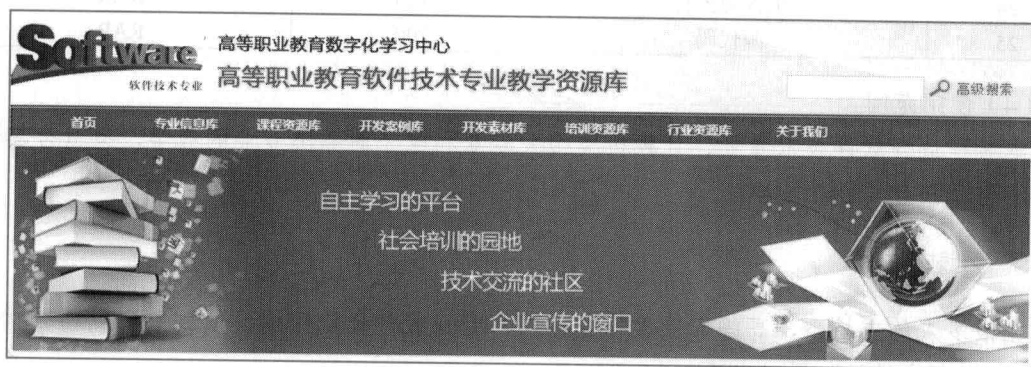 Software
软件技术专业
高等职业教育数字化学习中心
高等职业教育软件技术专业教学资源库
高级搜索
首页 专业信息库 课程资源库 开发案例库 开发素材库 培训资源库 行业资源库 关于我们
自主学习的平台
社会培训的园地
技术交流的社区
企业宣传的窗口